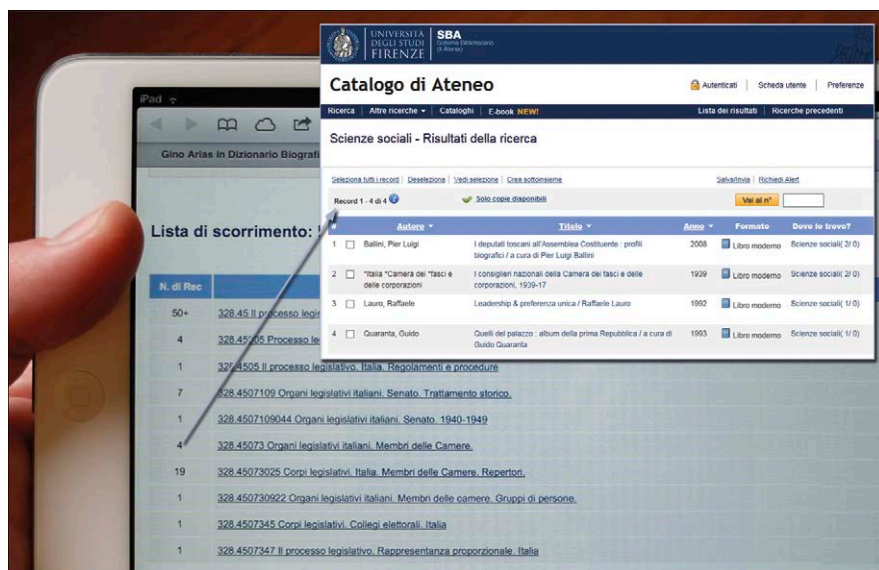 UNIVERSITÀ
DEGLI STUDI
FIRENZE
SBA
Sistema Bibliotecario
di Ateneo
Catalogo di Ateneo
Autenticati | Scheda utente | Preferenze
Ricerca | Altre ricerche | Cataloghi | E-book NEW! Lista dei risultati | Ricerche precedenti
Scienze sociali - Risultati della ricerca
Seleziona tutti i record | Deseleziona | Vedi selezione | Crea sottoinsieme Salva/Invia | Richiedi Alert
Record 1 - 4 di 4 Solo copie disponibili Vai al n°
# Autore Titolo Anno Formato Dove lo trovo?
1 Ballini, Pier Luigi I deputati toscani all'Assemblea Costituente : profili biografici / a cura di Pier Luigi Ballini 2008 Libro moderno Scienze sociali( 2/ 0)
2 *Italia *Camera dei *fasci e delle corporazioni I consiglieri nazionali della Camera dei fasci e delle corporazioni, 1939-17 1939 Libro moderno Scienze sociali( 2/ 0)
3 Lauro, Raffaele Leadership & preferenza unica / Raffaele Lauro 1992 Libro moderno Scienze sociali( 1/ 0)
4 Quaranta, Guido Quelli del palazzo : album della prima Repubblica / a cura di Guido Quaranta 1993 Libro moderno Scienze sociali( 1/ 0)
iPad
Gino Arias in Dizionario Biografi
Lista di scorrimento:
N. di Rec
50+ 328.45 Il processo legi
4 328.45 05 Processo le
1 328.4505 Il processo legislativo. Italia. Regolamenti e procedure
7 328.4507109 Organi legislativi italiani. Senato. Trattamento storico.
1 328.4507109044 Organi legislativi italiani. Senato. 1940-1949
4 328.45073 Organi legislativi italiani. Membri delle Camere.
19 328.45073025 Corpi legislativi. Italia. Membri delle Camere. Repertori.
1 328.450730922 Organi legislativi italiani. Membri delle camere. Gruppi di persone.
1 328.4507345 Corpi legislativi. Collegi elettorali. Italia
1 328.4507347 Il processo legislativo. Rappresentanza proporzionale. Italia